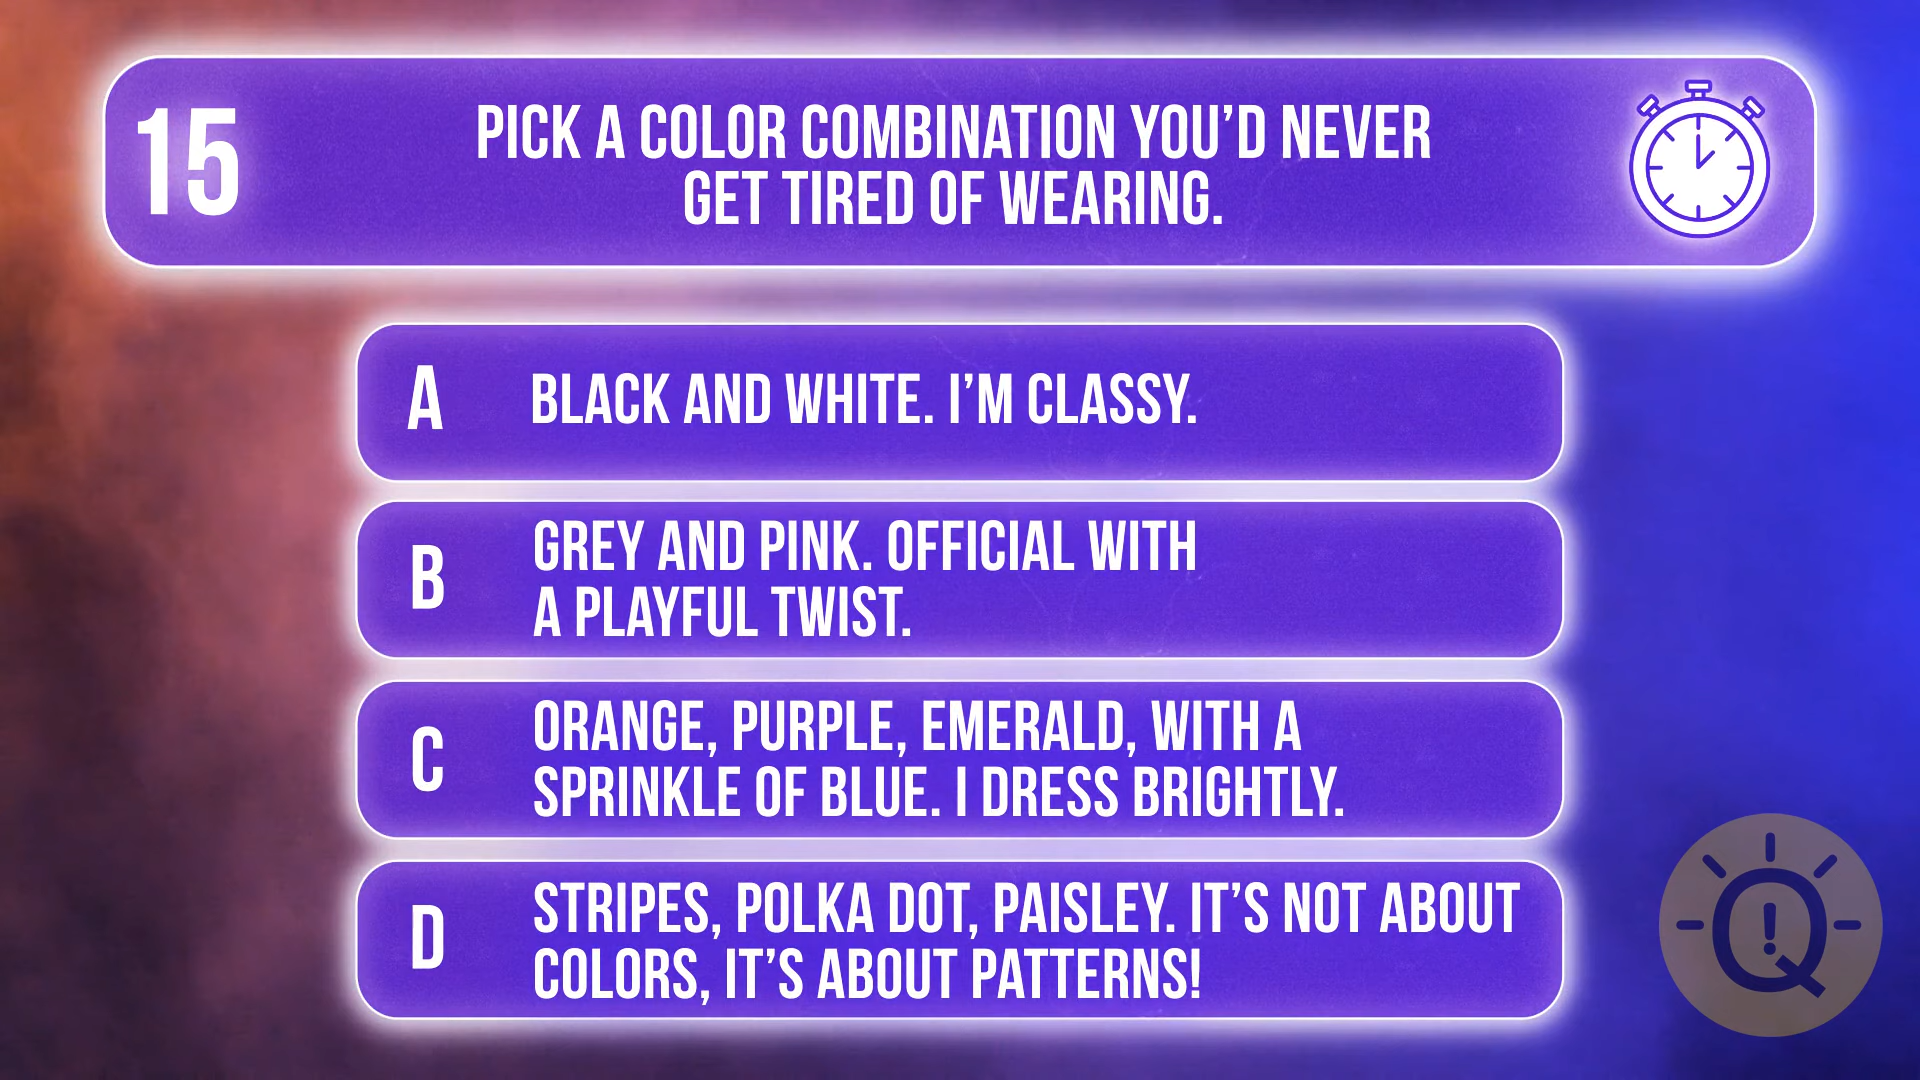 15
PICK A COLOR COMBINATION YOU'D NEVER
GET TIRED OF WEARING.
A
BLACK AND WHITE. I'M CLASSY.
B
GREY AND PINK. OFFICIAL WITH
A PLAYFUL TWIST.
C
ORANGE, PURPLE, EMERALD, WITH A
SPRINKLE OF BLUE. I DRESS BRIGHTLY.
D
STRIPES, POLKA DOT, PAISLEY. IT'S NOT ABOUT
COLORS, IT'S ABOUT PATTERNS!
Q!